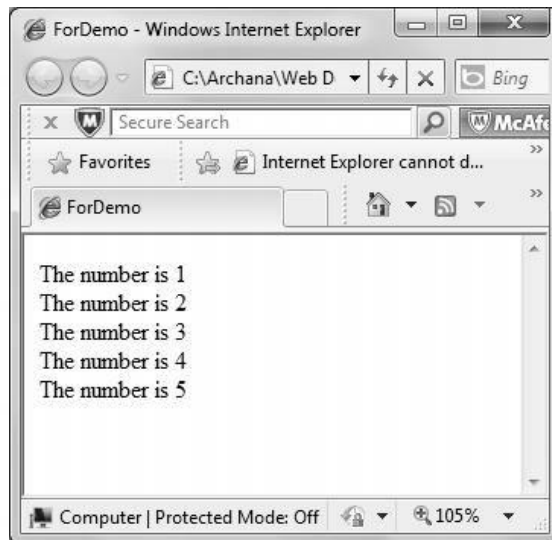 ForDemo - Windows Internet Explorer
C:\Archana\Web D
Bing
Secure Search
McAfe
Favorites
Internet Explorer cannot d...
ForDemo
The number is 1
The number is 2
The number is 3
The number is 4
The number is 5
Computer | Protected Mode: Off
105%